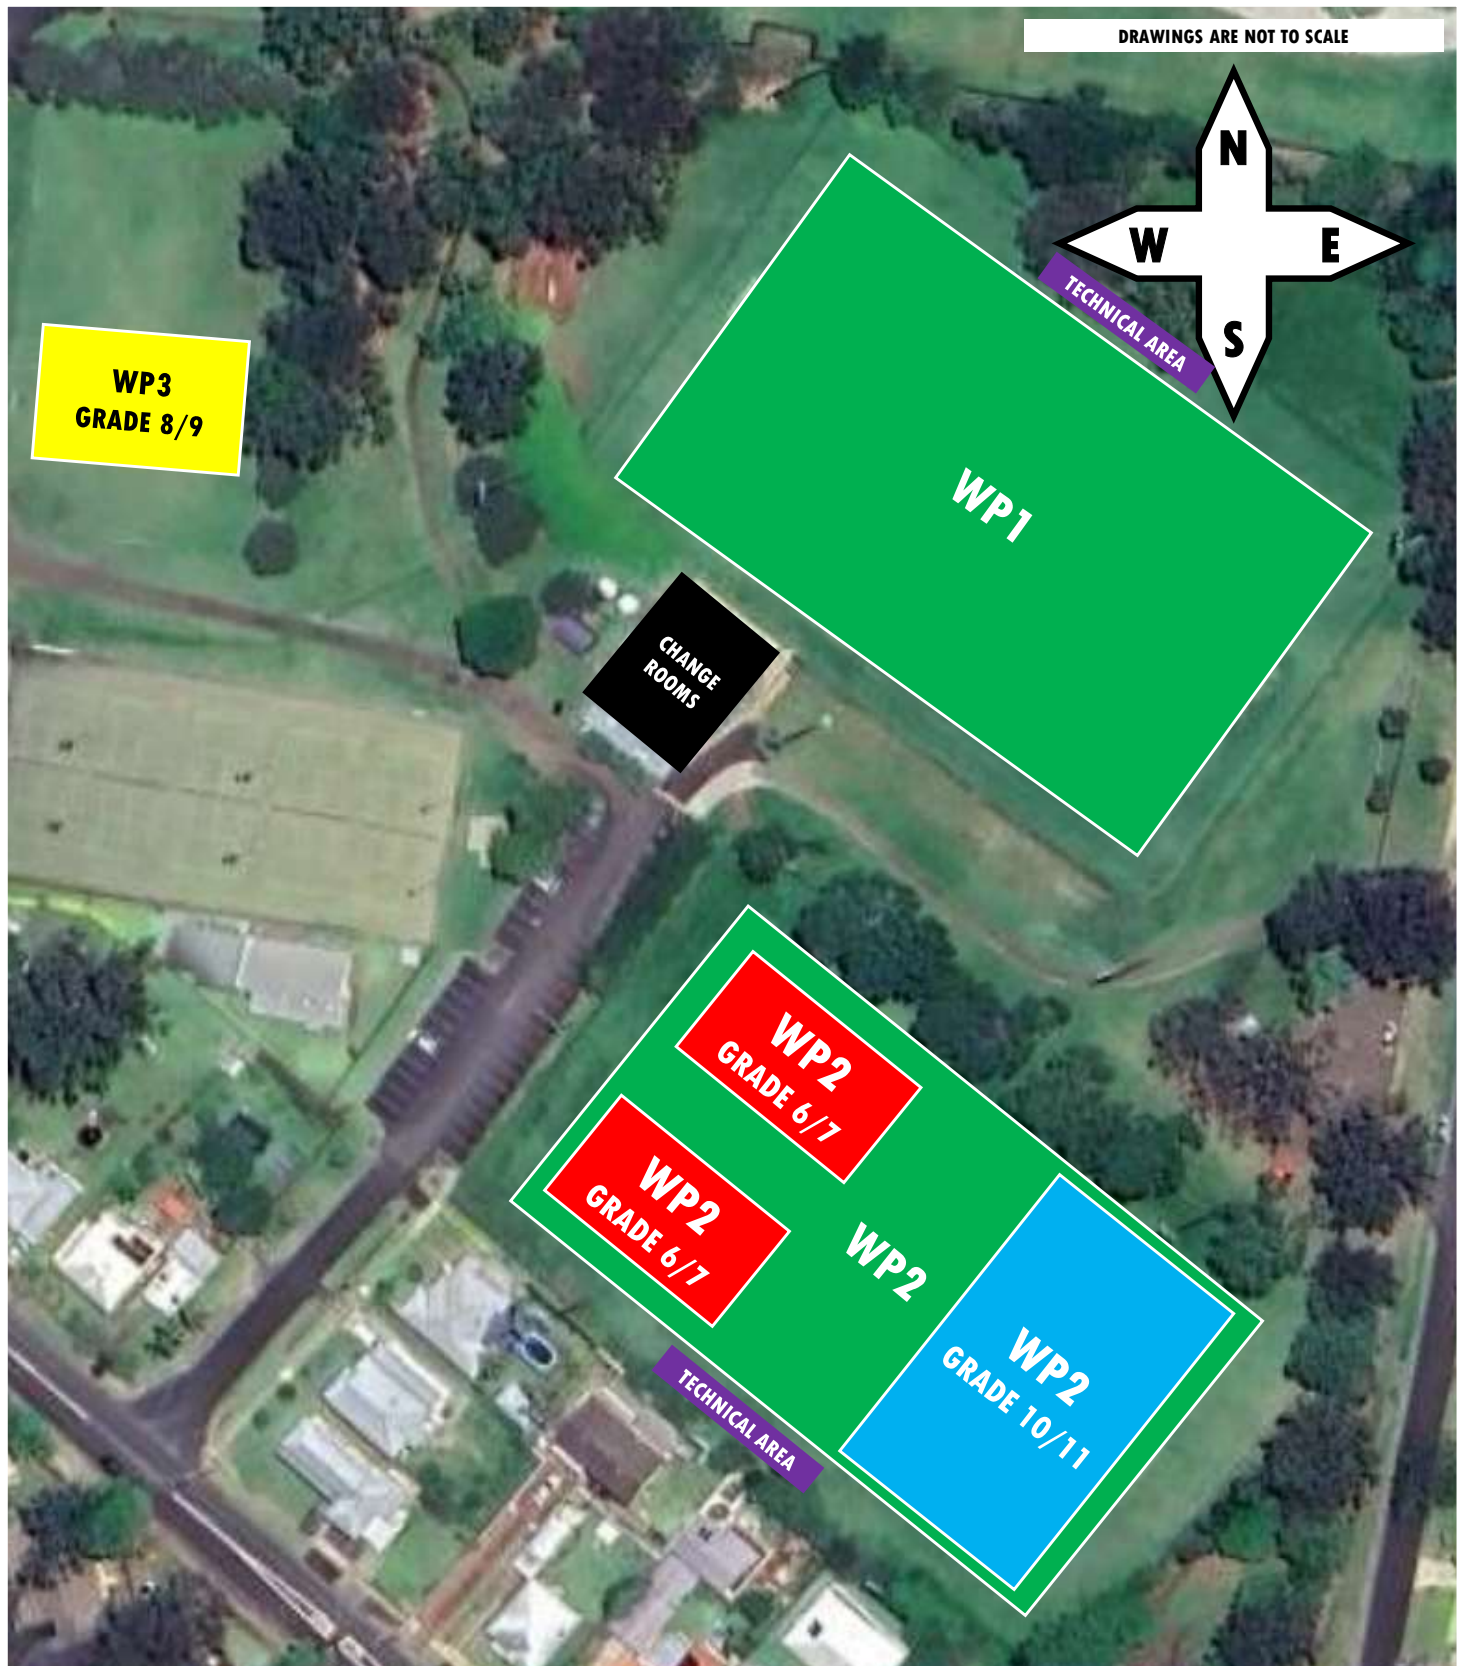 DRAWINGS ARE NOT TO SCALE
N
W
E
S
TECHNICAL AREA
WP3
GRADE 8/9
WP1
CHANGE
ROOMS
WP2
GRADE 6/7
WP2
GRADE 6/7
WP2
WP2
GRADE 10/11
TECHNICAL AREA